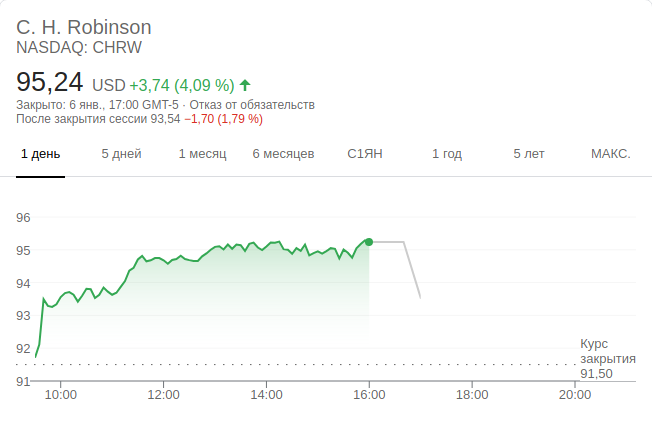 C. H. Robinson
NASDAQ: CHRW
95,24 USD +3,74 (4,09 %)
Закрыто: 6 янв., 17:00 GMT-5 · Отказ от обязательств
После закрытия сессии 93,54 −1,70 (1,79 %)
1 день 5 дней 1 месяц 6 месяцев С1ЯН 1 год 5 лет МАКС.
96
95
94
93
92
91
Курс
закрытия
91,50
10:00 12:00 14:00 16:00 18:00 20:00